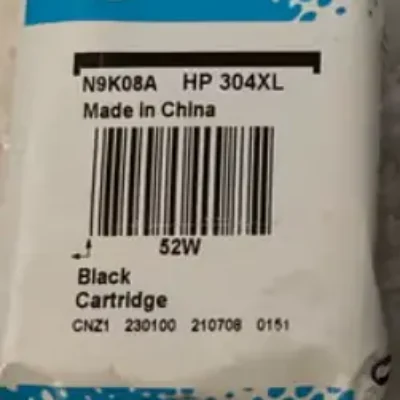 N9K08A HP 304XL
Made in China
52W
Black
Cartridge
CNZ1 230100 210708 0151